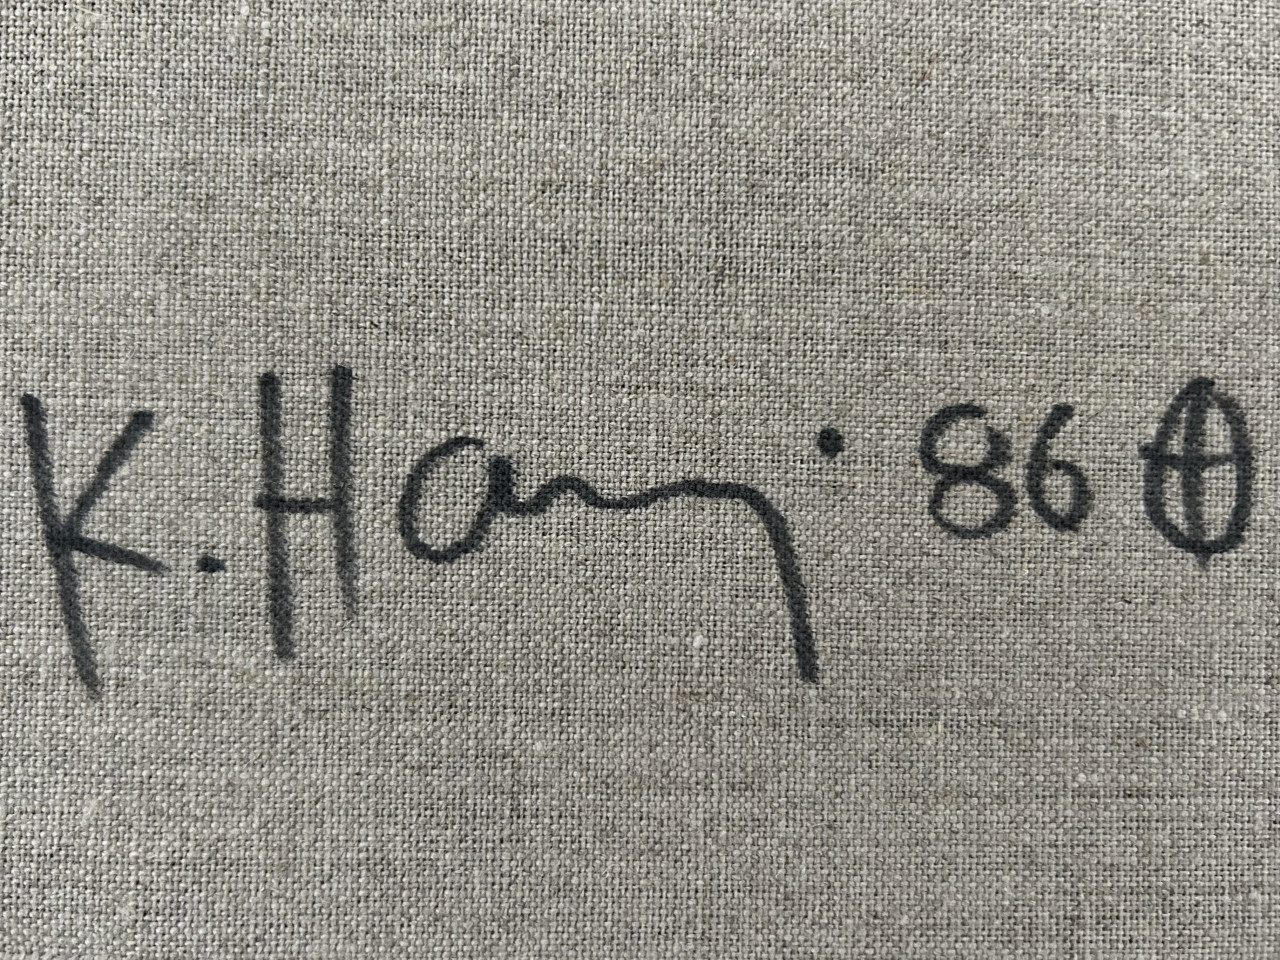 K. Haring · 86 ⊕